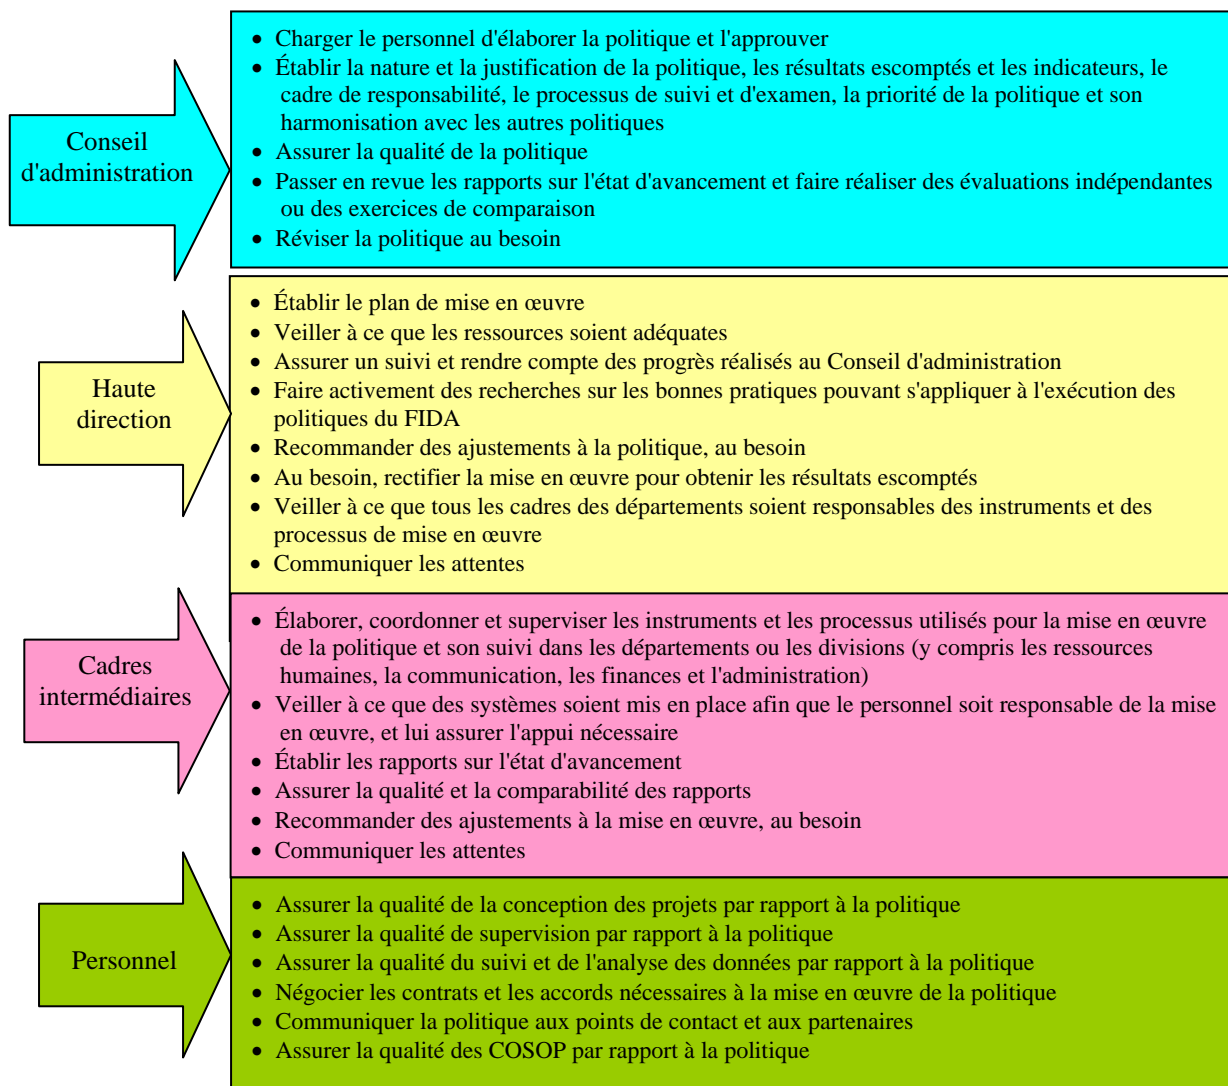 Conseil
d'administration
• Charger le personnel d'élaborer la politique et l'approuver
• Établir la nature et la justification de la politique, les résultats escomptés et les indicateurs, le
cadre de responsabilité, le processus de suivi et d'examen, la priorité de la politique et son
harmonisation avec les autres politiques
• Assurer la qualité de la politique
• Passer en revue les rapports sur l'état d'avancement et faire réaliser des évaluations indépendantes
ou des exercices de comparaison
• Réviser la politique au besoin
Haute
direction
• Établir le plan de mise en œuvre
• Veiller à ce que les ressources soient adéquates
• Assurer un suivi et rendre compte des progrès réalisés au Conseil d'administration
• Faire activement des recherches sur les bonnes pratiques pouvant s'appliquer à l'exécution des
politiques du FIDA
• Recommander des ajustements à la politique, au besoin
• Au besoin, rectifier la mise en œuvre pour obtenir les résultats escomptés
• Veiller à ce que tous les cadres des départements soient responsables des instruments et des
processus de mise en œuvre
• Communiquer les attentes
Cadres
intermédiaires
• Élaborer, coordonner et superviser les instruments et les processus utilisés pour la mise en œuvre
de la politique et son suivi dans les départements ou les divisions (y compris les ressources
humaines, la communication, les finances et l'administration)
• Veiller à ce que des systèmes soient mis en place afin que le personnel soit responsable de la mise
en œuvre, et lui assurer l'appui nécessaire
• Établir les rapports sur l'état d'avancement
• Assurer la qualité et la comparabilité des rapports
• Recommander des ajustements à la mise en œuvre, au besoin
• Communiquer les attentes
Personnel
• Assurer la qualité de la conception des projets par rapport à la politique
• Assurer la qualité de supervision par rapport à la politique
• Assurer la qualité du suivi et de l'analyse des données par rapport à la politique
• Négocier les contrats et les accords nécessaires à la mise en œuvre de la politique
• Communiquer la politique aux points de contact et aux partenaires
• Assurer la qualité des COSOP par rapport à la politique